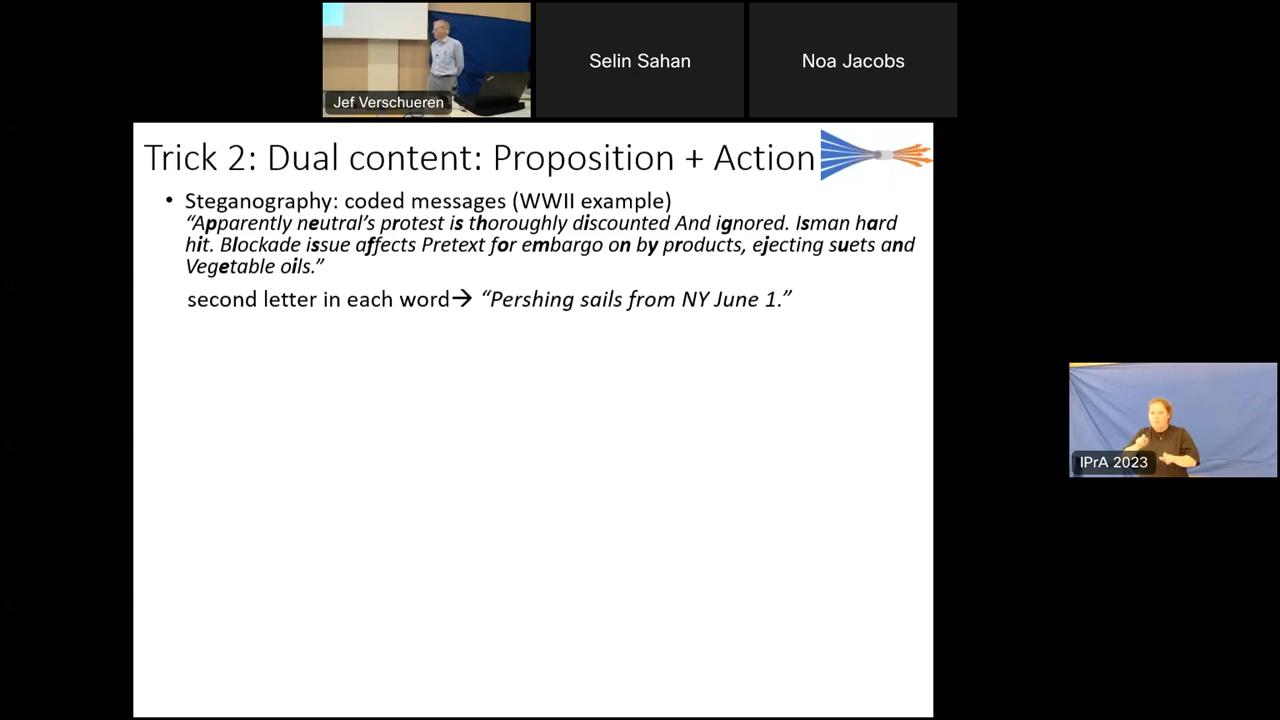 Jef Verschueren
Selin Sahan
Noa Jacobs
Trick 2: Dual content: Proposition + Action
• Steganography: coded messages (WWII example)
“Apparently neutral’s protest is thoroughly discounted And ignored. Isman hard
hit. Blockade issue affects Pretext for embargo on by products, ejecting suets and
Vegetable oils.”
second letter in each word→ “Pershing sails from NY June 1.”
IPrA 2023